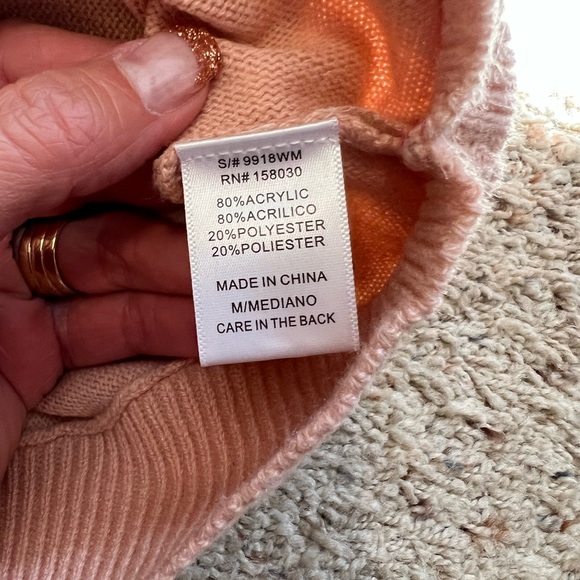 S/# 9918WM
RN# 158030
80%ACRYLIC
80%ACRILICO
20%POLYESTER
20%POLIESTER
MADE IN CHINA
M/MEDIANO
CARE IN THE BACK